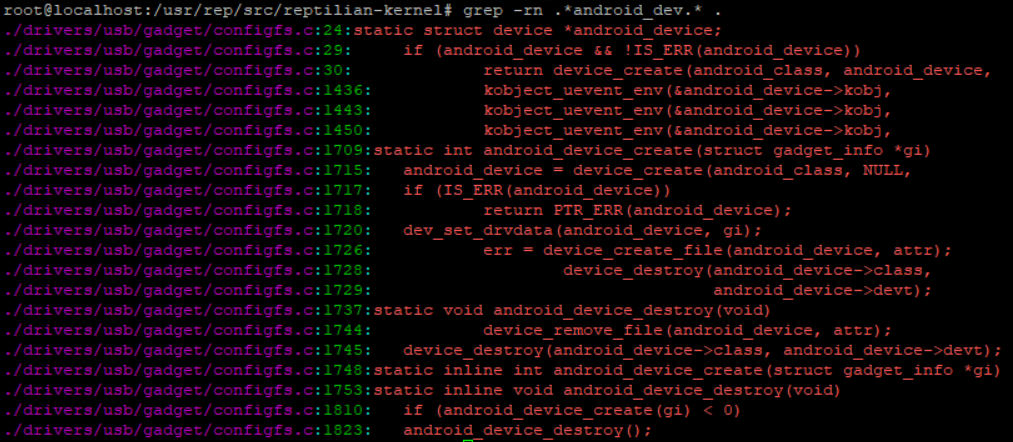 root@localhost:/usr/rep/src/reptilian-kernel# grep -rn .*android_dev.* .
./drivers/usb/gadget/configfs.c:24:static struct device *android_device;
./drivers/usb/gadget/configfs.c:29:	if (android_device && !IS_ERR(android_device))
./drivers/usb/gadget/configfs.c:30:		return device_create(android_class, android_device,
./drivers/usb/gadget/configfs.c:1436:		kobject_uevent_env(&android_device->kobj,
./drivers/usb/gadget/configfs.c:1443:		kobject_uevent_env(&android_device->kobj,
./drivers/usb/gadget/configfs.c:1450:		kobject_uevent_env(&android_device->kobj,
./drivers/usb/gadget/configfs.c:1709:static int android_device_create(struct gadget_info *gi)
./drivers/usb/gadget/configfs.c:1715:	android_device = device_create(android_class, NULL,
./drivers/usb/gadget/configfs.c:1717:	if (IS_ERR(android_device))
./drivers/usb/gadget/configfs.c:1718:		return PTR_ERR(android_device);
./drivers/usb/gadget/configfs.c:1720:	dev_set_drvdata(android_device, gi);
./drivers/usb/gadget/configfs.c:1726:		err = device_create_file(android_device, attr);
./drivers/usb/gadget/configfs.c:1728:			device_destroy(android_device->class,
./drivers/usb/gadget/configfs.c:1729:				       android_device->devt);
./drivers/usb/gadget/configfs.c:1737:static void android_device_destroy(void)
./drivers/usb/gadget/configfs.c:1744:		device_remove_file(android_device, attr);
./drivers/usb/gadget/configfs.c:1745:	device_destroy(android_device->class, android_device->devt);
./drivers/usb/gadget/configfs.c:1748:static inline int android_device_create(struct gadget_info *gi)
./drivers/usb/gadget/configfs.c:1753:static inline void android_device_destroy(void)
./drivers/usb/gadget/configfs.c:1810:	if (android_device_create(gi) < 0)
./drivers/usb/gadget/configfs.c:1823:	android_device_destroy();